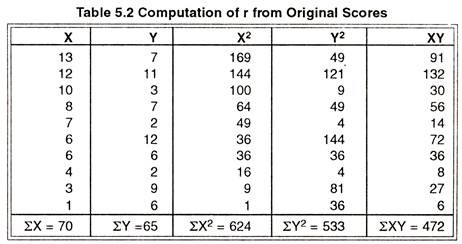 Table 5.2 Computation of r from Original Scores
X Y X² Y² XY
13 7 169 49 91
12 11 144 121 132
10 3 100 9 30
8 7 64 49 56
7 2 49 4 14
6 12 36 144 72
6 6 36 36 36
4 2 16 4 8
3 9 9 81 27
1 6 1 36 6
ΣX = 70 ΣY =65 ΣX² = 624 ΣY² = 533 ΣXY = 472